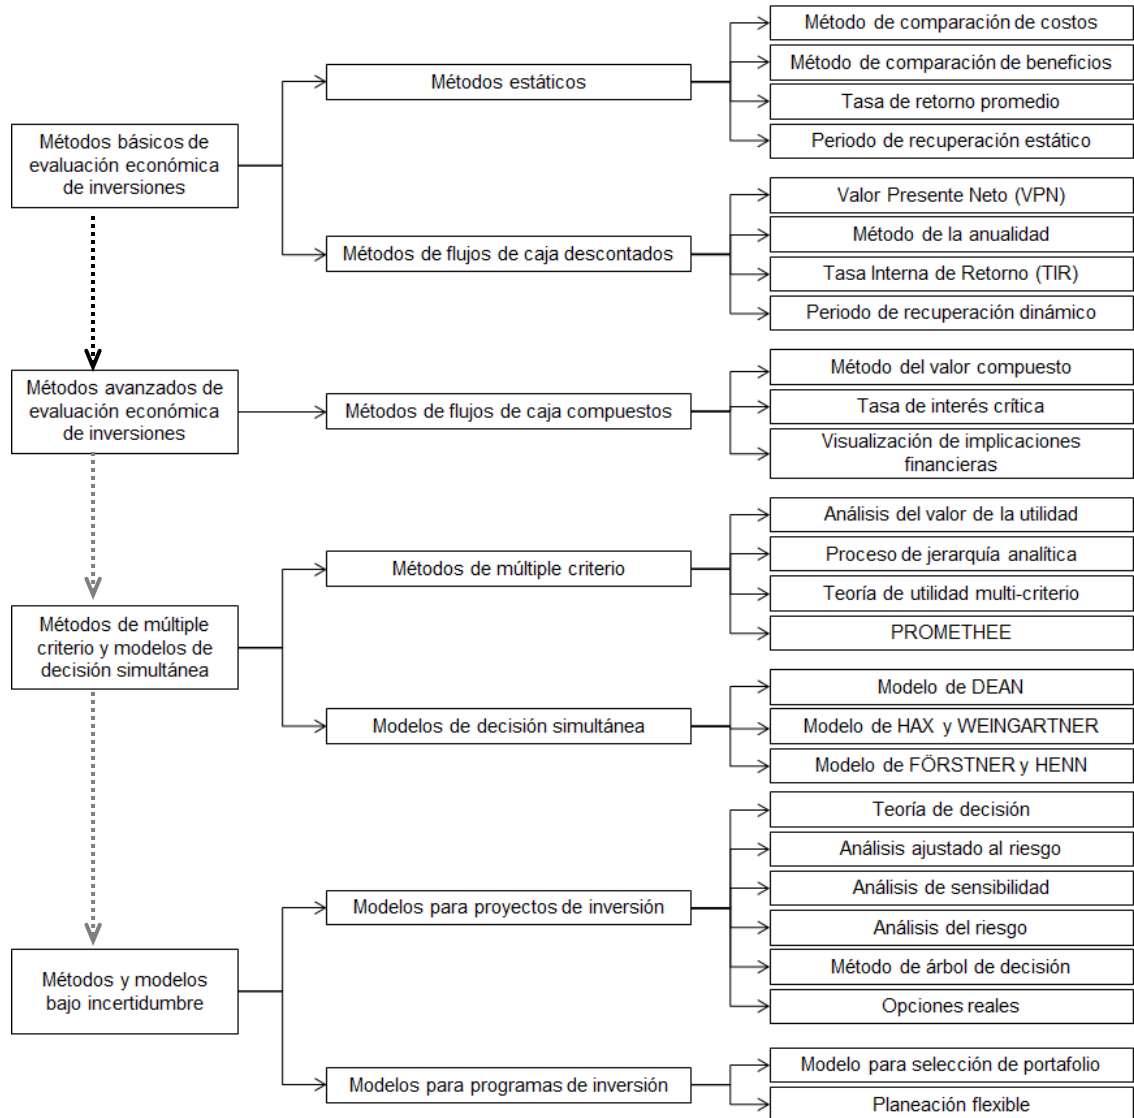 Métodos básicos de
evaluación económica
de inversiones
Métodos estáticos
Método de comparación de costos
Método de comparación de beneficios
Tasa de retorno promedio
Periodo de recuperación estático
Métodos de flujos de caja descontados
Valor Presente Neto (VPN)
Método de la anualidad
Tasa Interna de Retorno (TIR)
Periodo de recuperación dinámico
Métodos avanzados de
evaluación económica
de inversiones
Métodos de flujos de caja compuestos
Método del valor compuesto
Tasa de interés crítica
Visualización de implicaciones
financieras
Métodos de múltiple
criterio y modelos de
decisión simultánea
Métodos de múltiple criterio
Análisis del valor de la utilidad
Proceso de jerarquía analítica
Teoría de utilidad multi-criterio
PROMETHEE
Modelos de decisión simultánea
Modelo de DEAN
Modelo de HAX y WEINGARTNER
Modelo de FÖRSTNER y HENN
Métodos y modelos
bajo incertidumbre
Modelos para proyectos de inversión
Teoría de decisión
Análisis ajustado al riesgo
Análisis de sensibilidad
Análisis del riesgo
Método de árbol de decisión
Opciones reales
Modelos para programas de inversión
Modelo para selección de portafolio
Planeación flexible